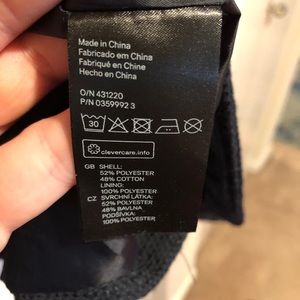 Made in China
Fabricado em China
Fabriqué en Chine
Hecho en China
O/N 431220
P/N 0359992 3
30
clevercare.info
GB SHELL:
52% POLYESTER
48% COTTON
LINING:
100% POLYESTER
CZ SVRCHNÍ LÁTKA:
52% POLYESTER
48% BAVLNA
PODŠÍVKA:
100% POLYESTER